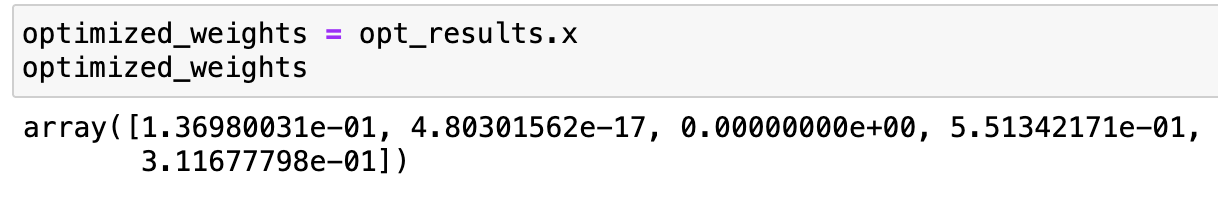 optimized_weights = opt_results.x
optimized_weights
array([1.36980031e-01, 4.80301562e-17, 0.00000000e+00, 5.51342171e-01,
3.11677798e-01])